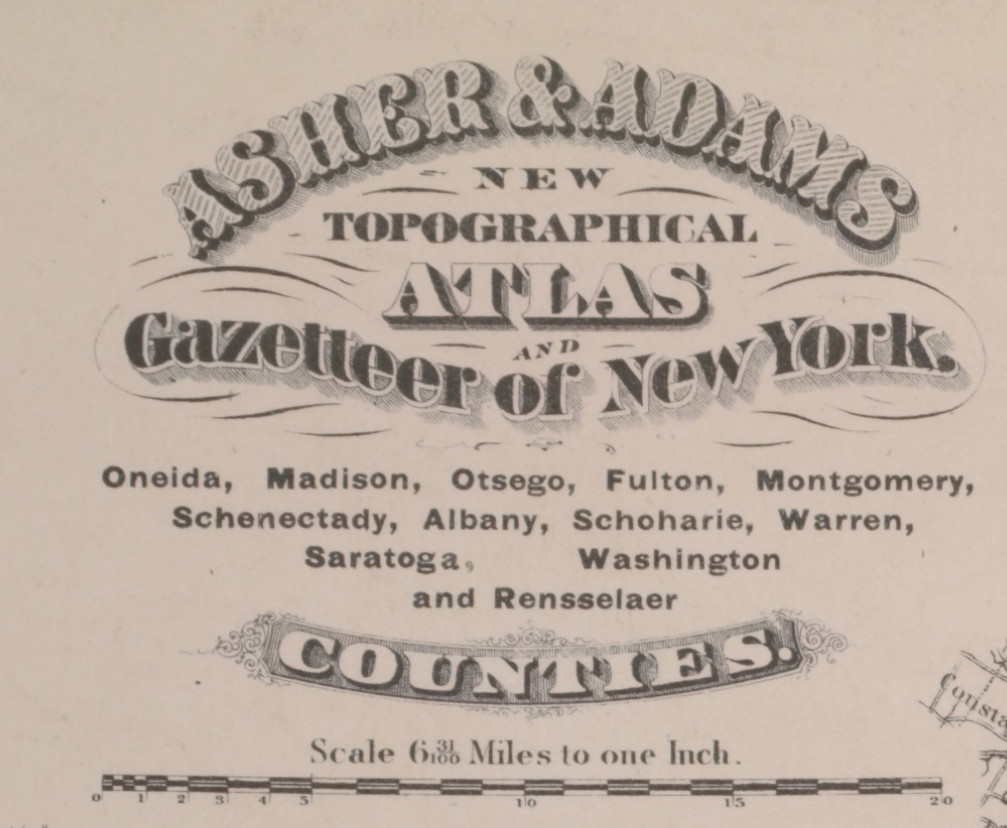 ASHER & ADAMS
NEW
TOPOGRAPHICAL
ATLAS
AND
Gazetteer of New York.
Oneida, Madison, Otsego, Fulton, Montgomery,
Schenectady, Albany, Schoharie, Warren,
Saratoga, Washington
and Rensselaer
COUNTIES.
Scale 6 31/100 Miles to one Inch.
0 1 2 3 4 5 10 15 20